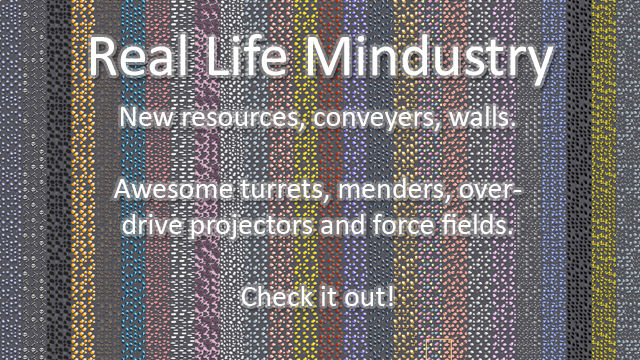 Real Life Mindustry
New resources, conveyers, walls.
Awesome turrets, menders, over-
drive projectors and force fields.
Check it out!